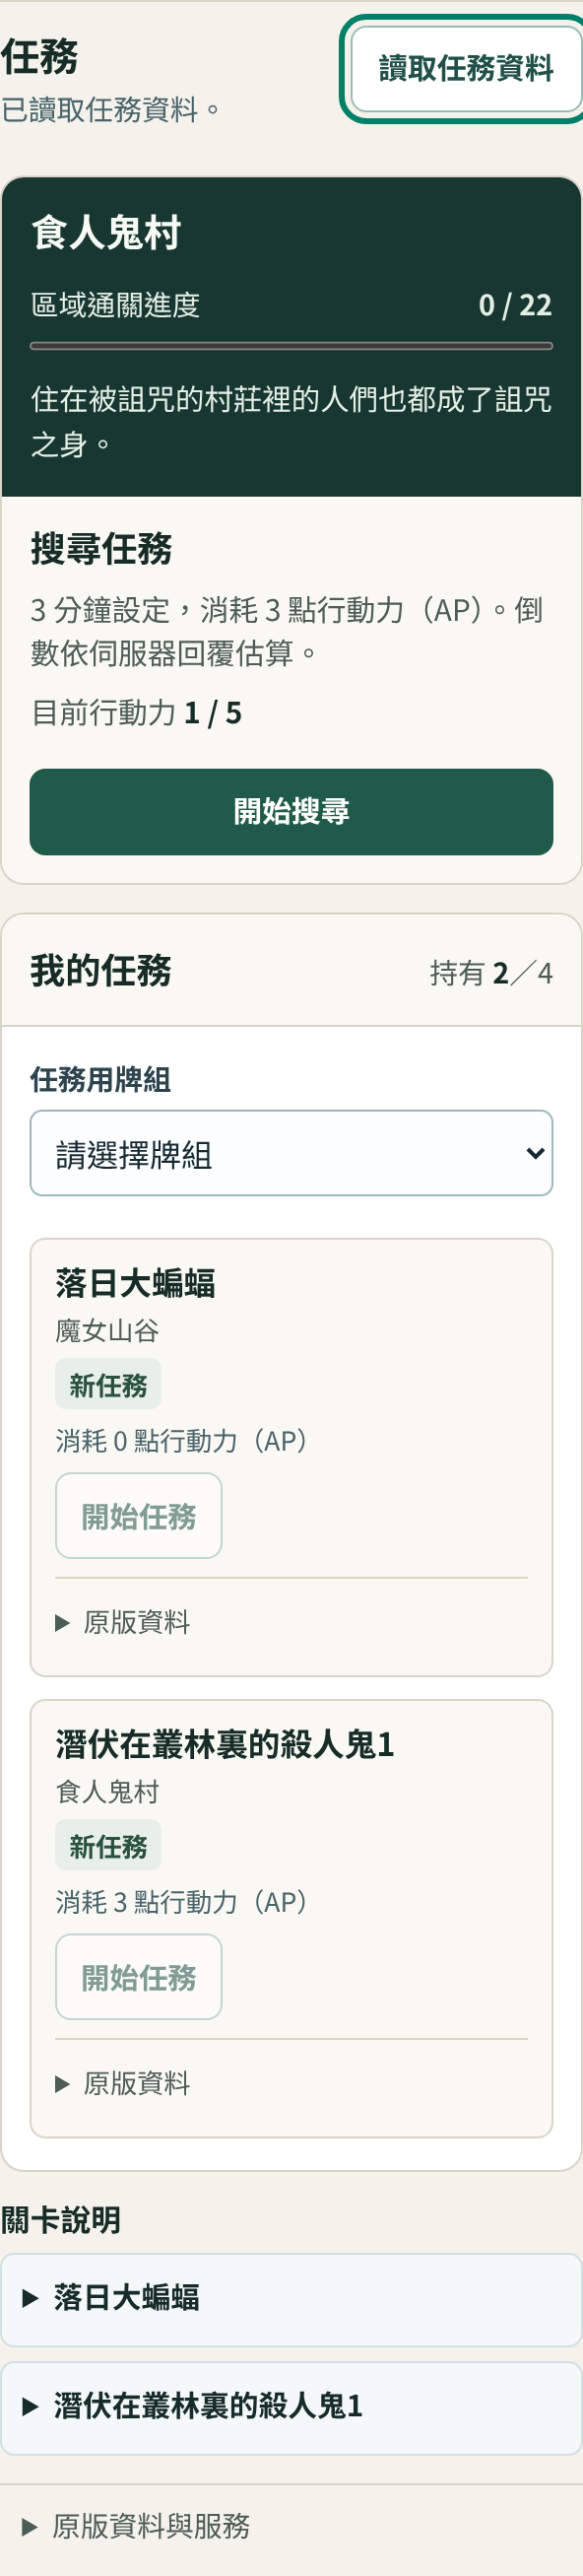 任務
讀取任務資料
已讀取任務資料。
食人鬼村
區域通關進度 0 / 22
住在被詛咒的村莊裡的人們也都成了詛咒
之身。
搜尋任務
3 分鐘設定，消耗 3 點行動力（AP）。倒
數依伺服器回覆估算。
目前行動力 1 / 5
開始搜尋
我的任務 持有 2／4
任務用牌組
請選擇牌組
落日大蝙蝠
魔女山谷
新任務
消耗 0 點行動力（AP）
開始任務
▶ 原版資料
潛伏在叢林裏的殺人鬼1
食人鬼村
新任務
消耗 3 點行動力（AP）
開始任務
▶ 原版資料
關卡說明
▶ 落日大蝙蝠
▶ 潛伏在叢林裏的殺人鬼1
▶ 原版資料與服務